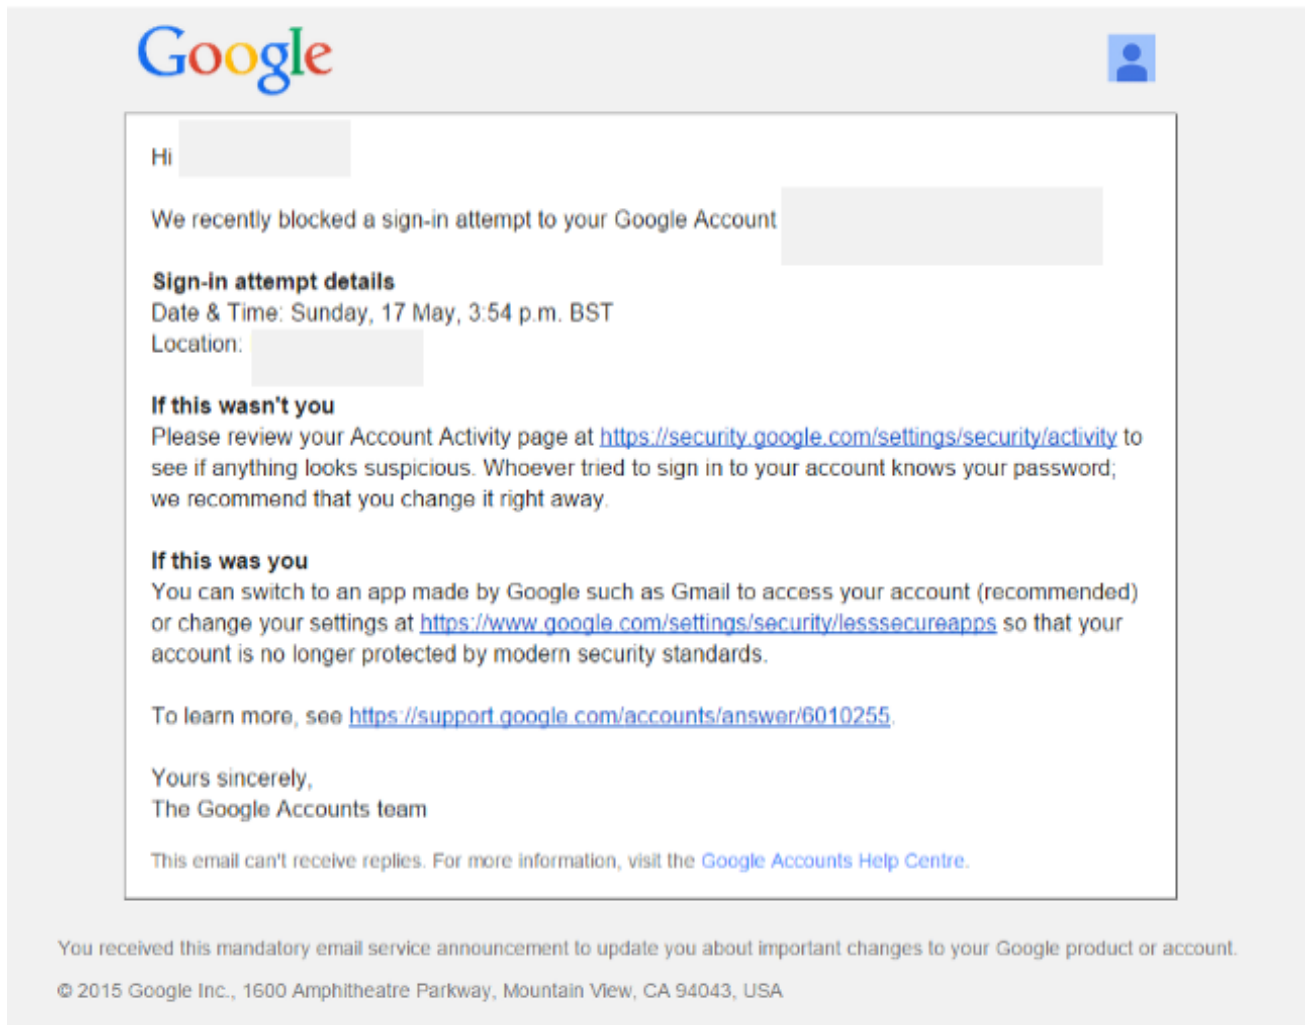 Google
Hi
We recently blocked a sign-in attempt to your Google Account
Sign-in attempt details
Date & Time: Sunday, 17 May, 3:54 p.m. BST
Location:
If this wasn't you
Please review your Account Activity page at https://security.google.com/settings/security/activity to
see if anything looks suspicious. Whoever tried to sign in to your account knows your password;
we recommend that you change it right away.
If this was you
You can switch to an app made by Google such as Gmail to access your account (recommended)
or change your settings at https://www.google.com/settings/security/lesssecureapps so that your
account is no longer protected by modern security standards.
To learn more, see https://support.google.com/accounts/answer/6010255.
Yours sincerely,
The Google Accounts team
This email can't receive replies. For more information, visit the Google Accounts Help Centre.
You received this mandatory email service announcement to update you about important changes to your Google product or account.
© 2015 Google Inc., 1600 Amphitheatre Parkway, Mountain View, CA 94043, USA